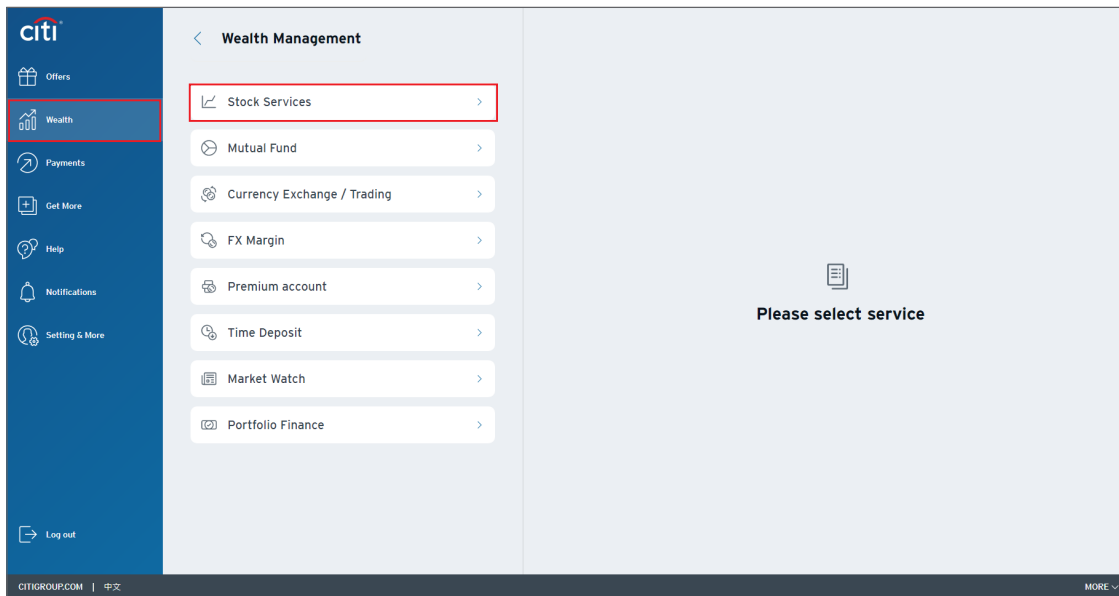 citi
Offers
Wealth
Payments
Get More
Help
Notifications
Setting & More
Log out
Wealth Management
Stock Services
Mutual Fund
Currency Exchange / Trading
FX Margin
Premium account
Time Deposit
Market Watch
Portfolio Finance
Please select service
CITIGROUP.COM | 中文
MORE